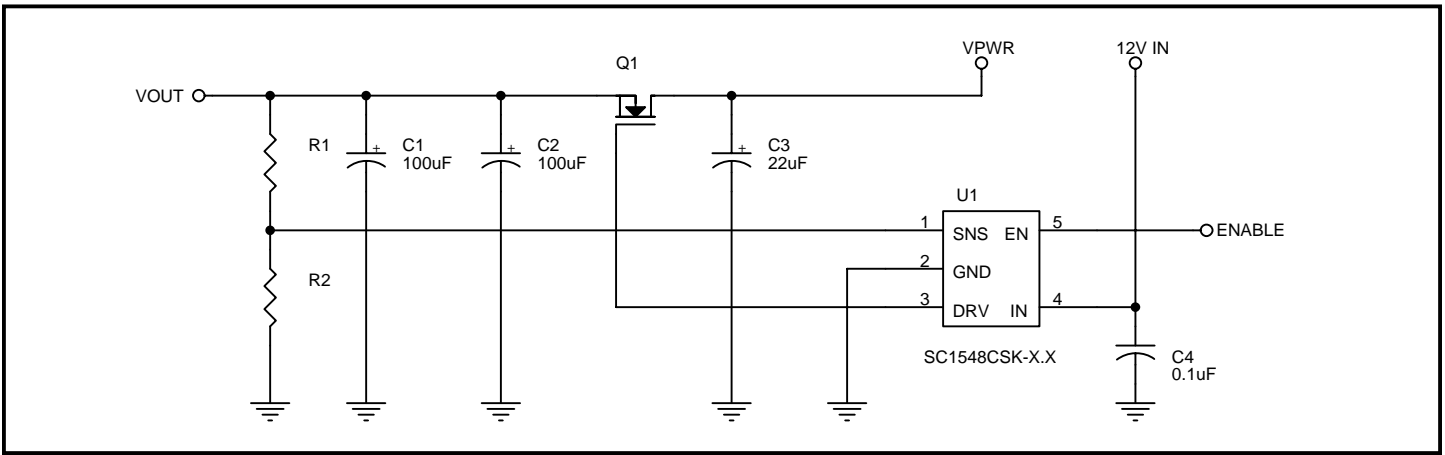 VPWR
12V IN
Q1
VOUT
R1
C1
100uF
C2
100uF
C3
22uF
U1
1
SNS
EN
5
ENABLE
2
GND
R2
3
DRV
IN
4
SC1548CSK-X.X
C4
0.1uF
+
+
+